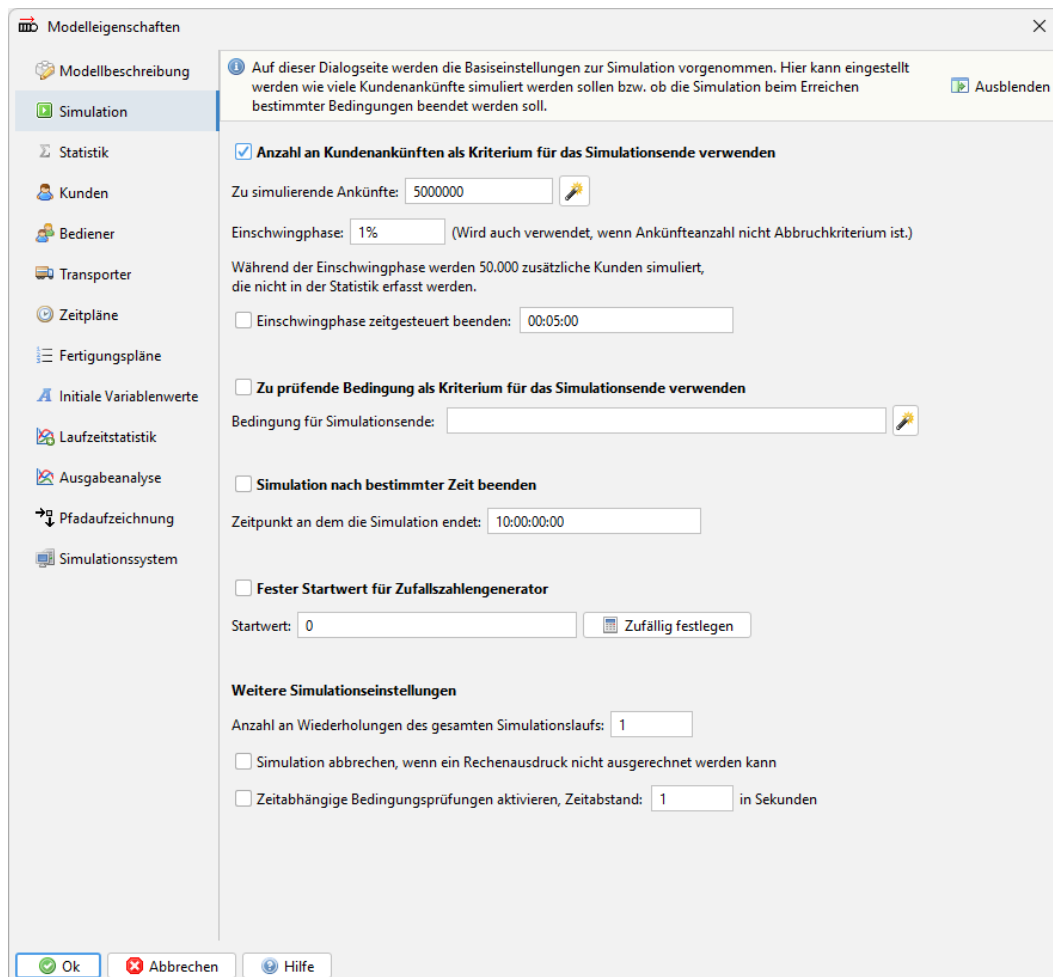 Modelleigenschaften
Modellbeschreibung
Simulation
Statistik
Kunden
Bediener
Transporter
Zeitpläne
Fertigungspläne
Initiale Variablenwerte
Laufzeitstatistik
Ausgabeanalyse
Pfadaufzeichnung
Simulationssystem
Auf dieser Dialogseite werden die Basiseinstellungen zur Simulation vorgenommen. Hier kann eingestellt
werden wie viele Kundenankünfte simuliert werden sollen bzw. ob die Simulation beim Erreichen
bestimmter Bedingungen beendet werden soll.
Ausblenden
Anzahl an Kundenankünften als Kriterium für das Simulationsende verwenden
Zu simulierende Ankünfte: 5000000
Einschwingphase: 1% (Wird auch verwendet, wenn Ankünfteanzahl nicht Abbruchkriterium ist.)
Während der Einschwingphase werden 50.000 zusätzliche Kunden simuliert,
die nicht in der Statistik erfasst werden.
Einschwingphase zeitgesteuert beenden: 00:05:00
Zu prüfende Bedingung als Kriterium für das Simulationsende verwenden
Bedingung für Simulationsende:
Simulation nach bestimmter Zeit beenden
Zeitpunkt an dem die Simulation endet: 10:00:00:00
Fester Startwert für Zufallszahlengenerator
Startwert: 0 Zufällig festlegen
Weitere Simulationseinstellungen
Anzahl an Wiederholungen des gesamten Simulationslaufs: 1
Simulation abbrechen, wenn ein Rechenausdruck nicht ausgerechnet werden kann
Zeitabhängige Bedingungsprüfungen aktivieren, Zeitabstand: 1 in Sekunden
Ok Abbrechen Hilfe